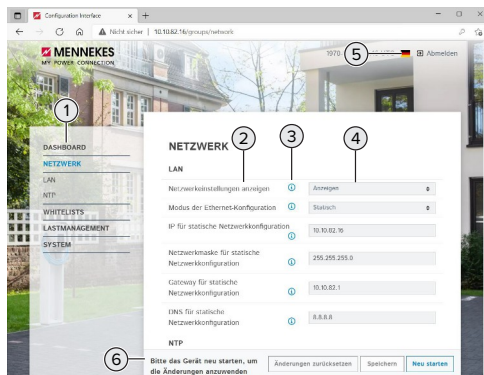 Configuration Interface
Nicht sicher | 10.10.82.16/groups/network
MENNEKES
MY POWER CONNECTION
1970
5
Abmelden
1
DASHBOARD
NETZWERK
LAN
NTP
WHITELISTS
LASTMANAGEMENT
SYSTEM
NETZWERK
2
3
4
LAN
Netzwerkeinstellungen anzeigen
Anzeigen
Modus der Ethernet-Konfiguration
Statisch
IP für statische Netzwerkkonfiguration
10.10.82.16
Netzwerkmaske für statische
Netzwerkkonfiguration
255.255.255.0
Gateway für statische
Netzwerkkonfiguration
10.10.82.1
DNS für statische
Netzwerkkonfiguration
8.8.8.8
NTP
6
Bitte das Gerät neu starten, um
die Änderungen anzuwenden
Änderungen zurücksetzen
Speichern
Neu starten